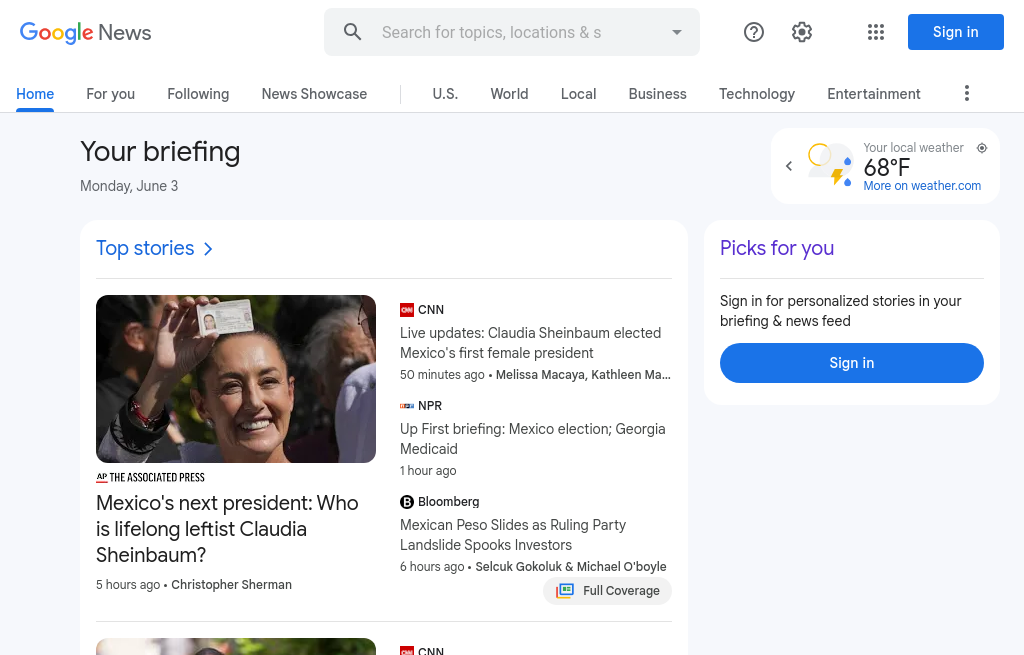 Google News
Search for topics, locations & s
Sign in
Home
For you
Following
News Showcase
U.S.
World
Local
Business
Technology
Entertainment
Your briefing
Monday, June 3
Your local weather
68°F
More on weather.com
Top stories
Picks for you
Sign in for personalized stories in your
briefing & news feed
Sign in
AP THE ASSOCIATED PRESS
Mexico's next president: Who
is lifelong leftist Claudia
Sheinbaum?
5 hours ago • Christopher Sherman
CNN
CNN
Live updates: Claudia Sheinbaum elected
Mexico's first female president
50 minutes ago • Melissa Macaya, Kathleen Ma...
npr
NPR
Up First briefing: Mexico election; Georgia
Medicaid
1 hour ago
B
Bloomberg
Mexican Peso Slides as Ruling Party
Landslide Spooks Investors
6 hours ago • Selcuk Gokoluk & Michael O'boyle
Full Coverage
CNN
CNN